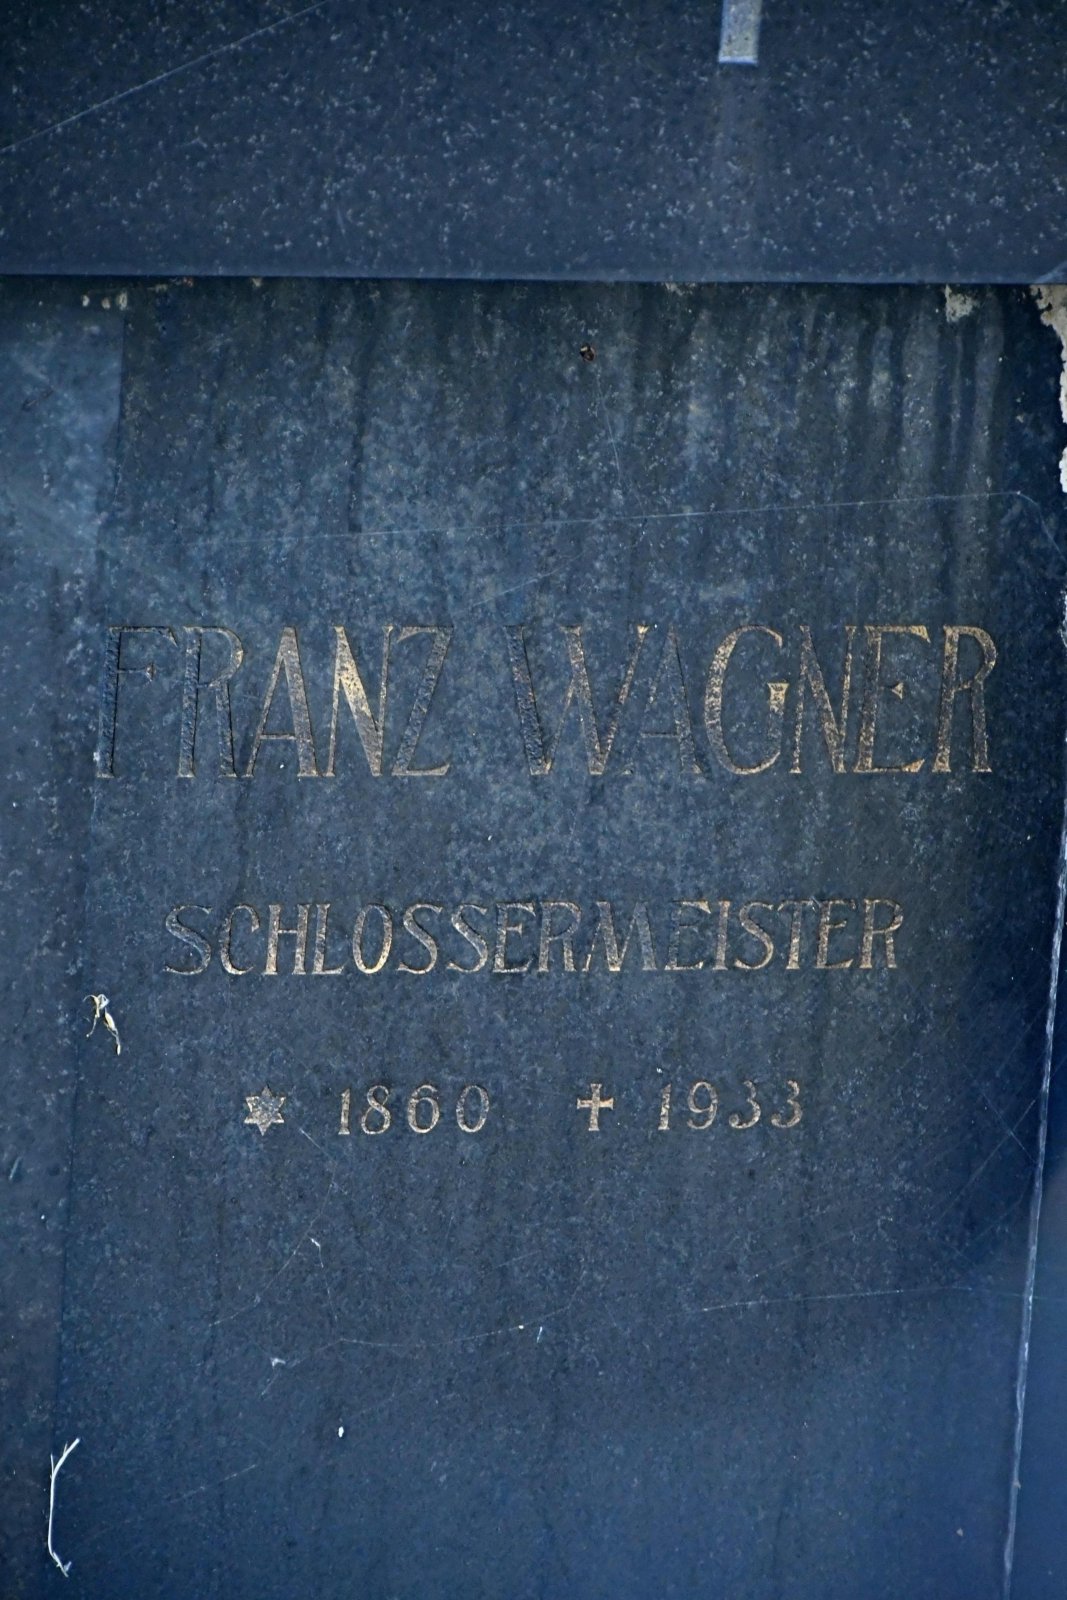 FRANZ WAGNER
SCHLOSSERMEISTER
✶ 1860 ✝ 1933